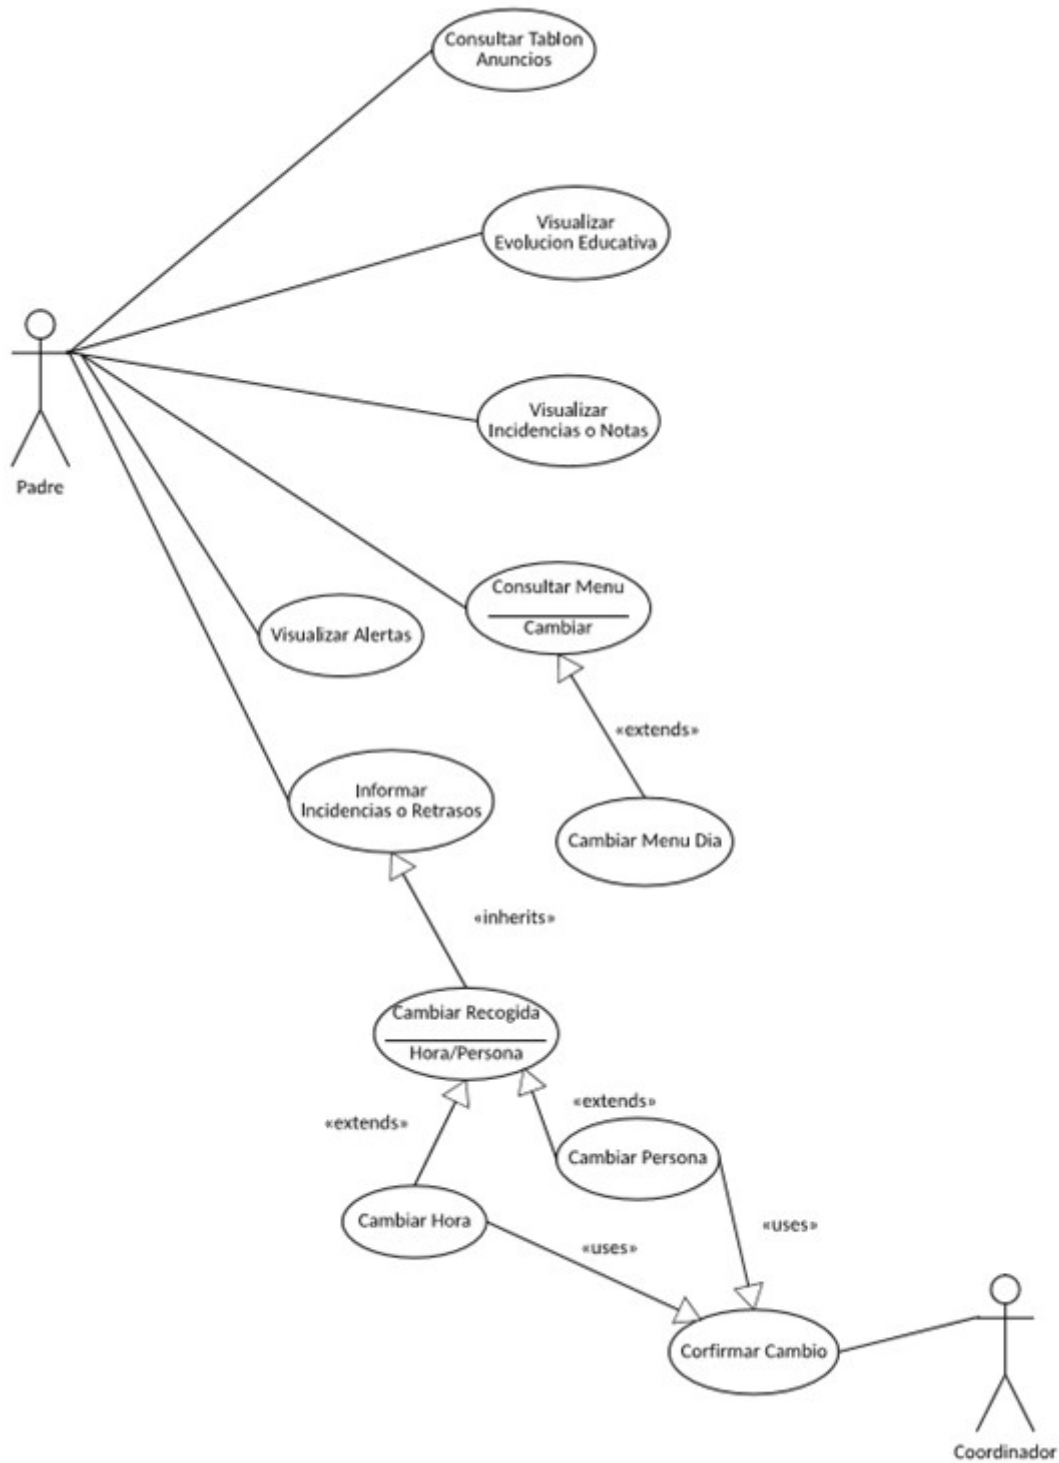 Consultar Tablon
Anuncios
Visualizar
Evolucion Educativa
Visualizar
Incidencias o Notas
Padre
Consultar Menu
Cambiar
Visualizar Alertas
«extends»
Informar
Incidencias o Retrasos
Cambiar Menu Dia
«inherits»
Cambiar Recogida
Hora/Persona
«extends»
«extends»
Cambiar Persona
Cambiar Hora
«uses»
«uses»
Corfirmar Cambio
Coordinador